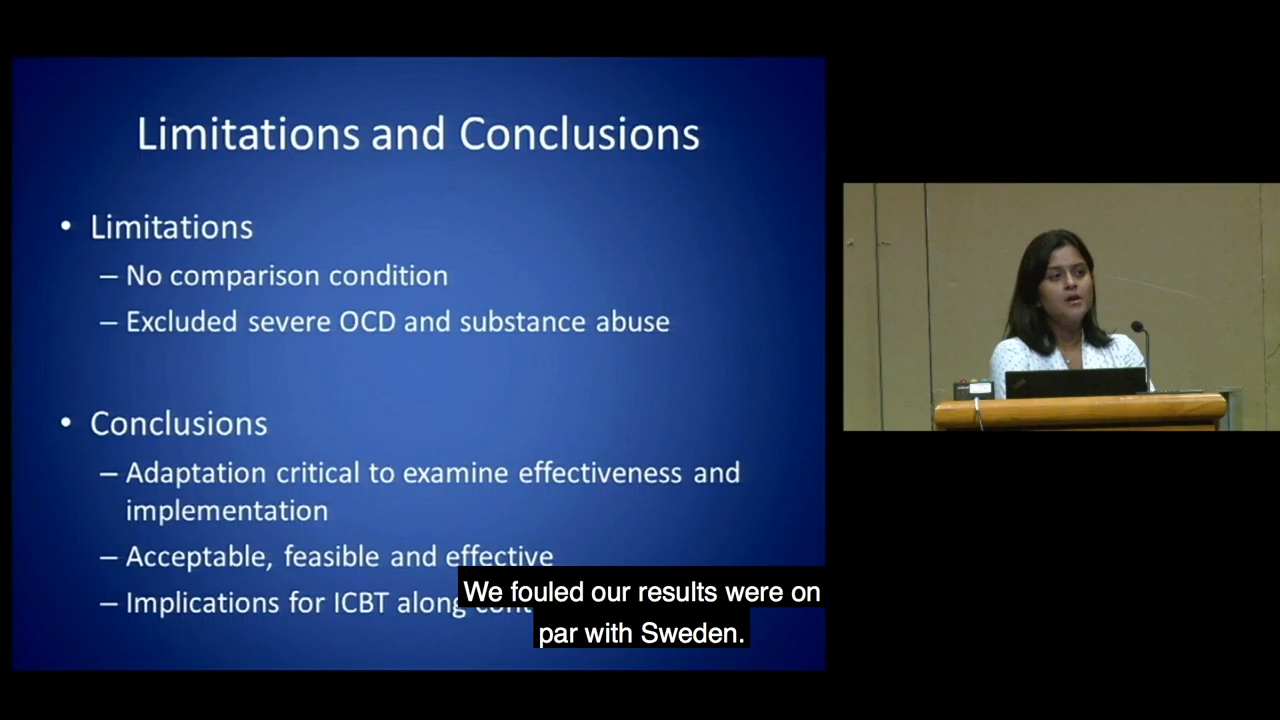 Limitations and Conclusions
• Limitations
– No comparison condition
– Excluded severe OCD and substance abuse
• Conclusions
– Adaptation critical to examine effectiveness and
implementation
– Acceptable, feasible and effective
– Implications for ICBT along
We fouled our results were on
par with Sweden.